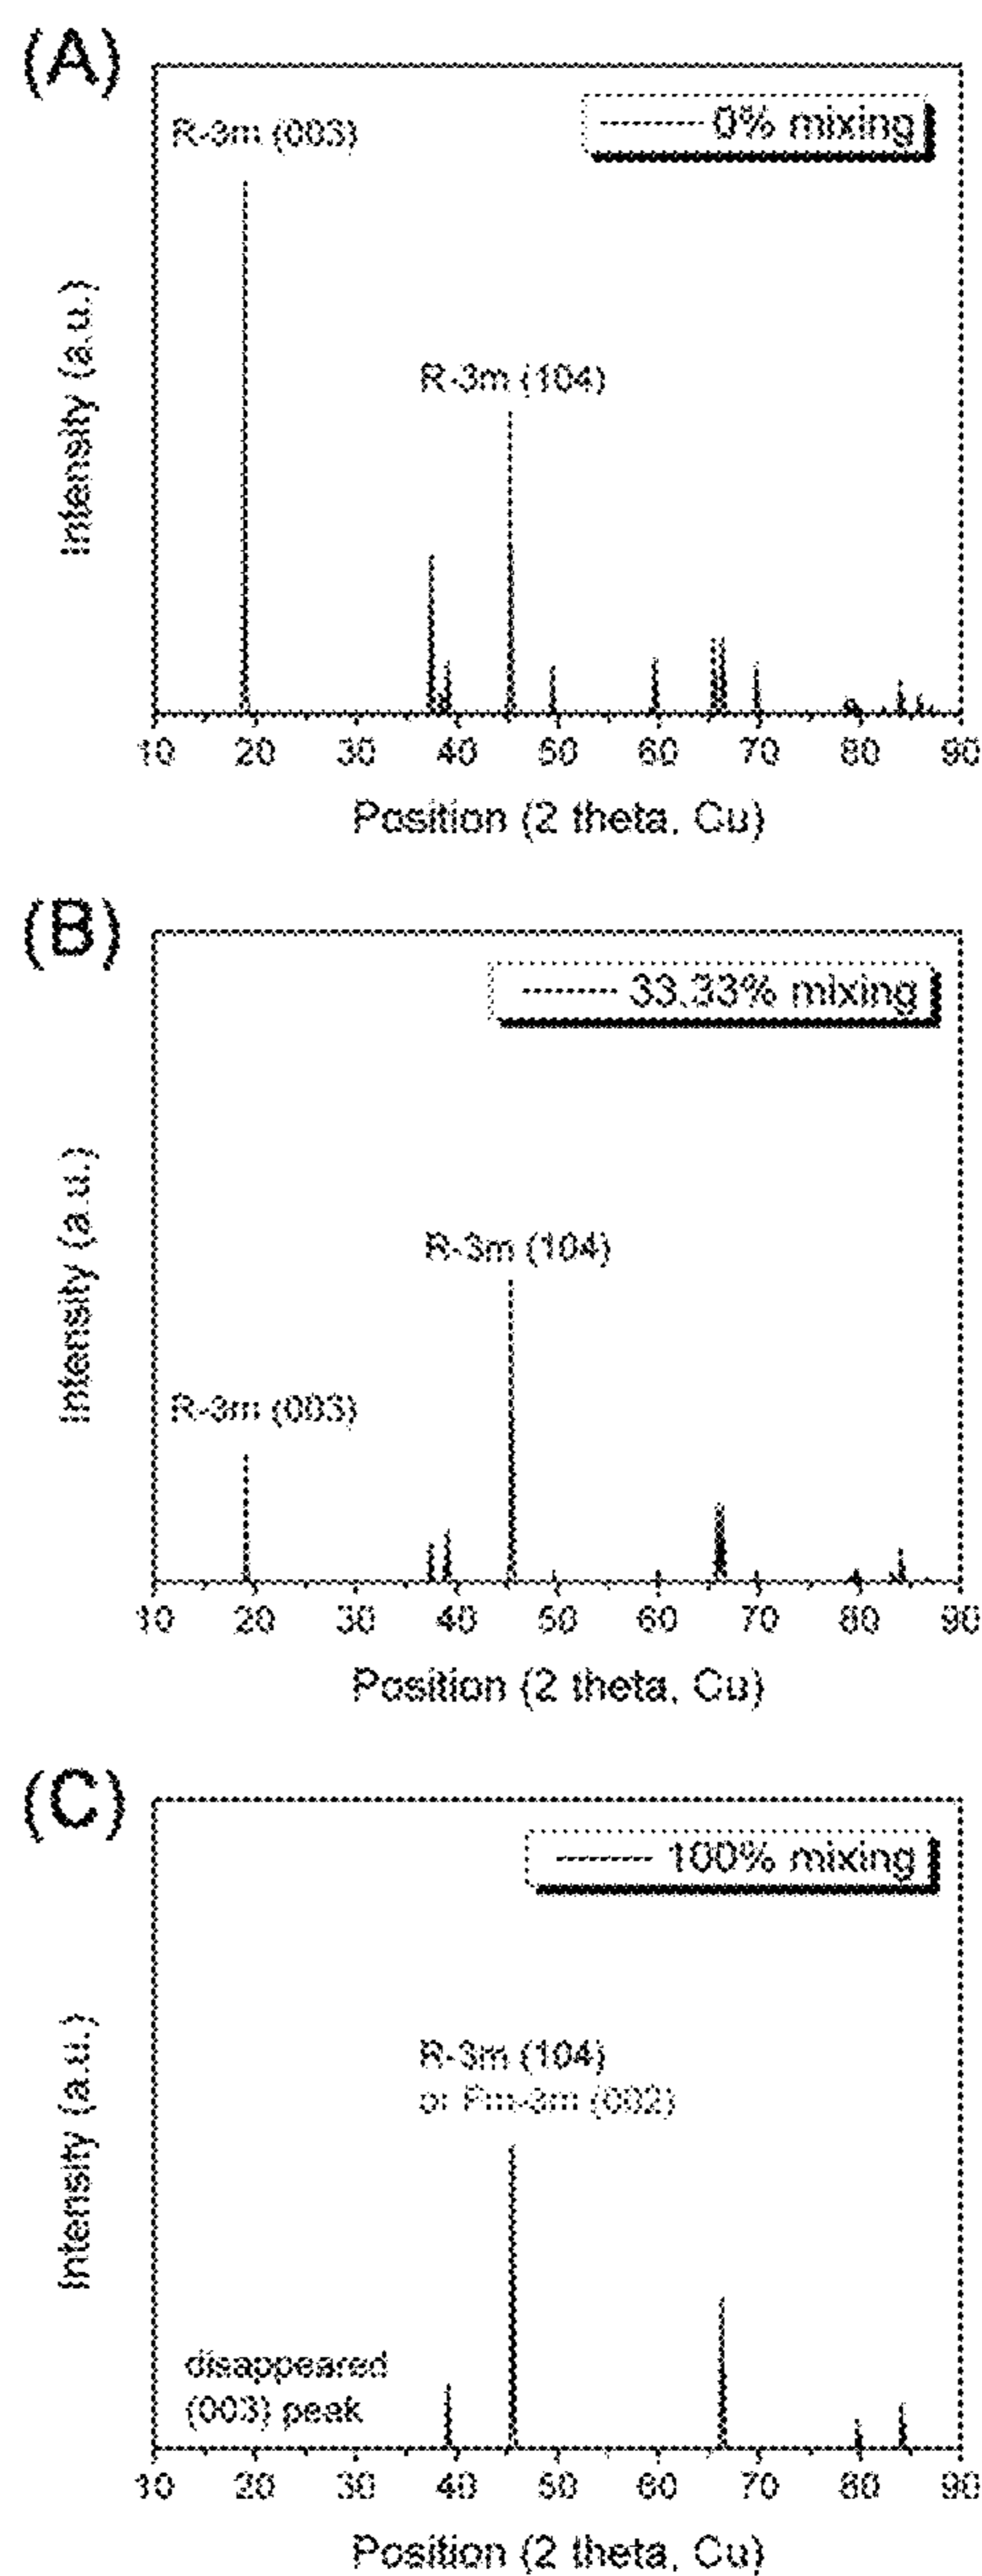 (A)
R-3m (003)
0% mixing
R-3m (104)
Intensity (a.u.)
10 20 30 40 50 60 70 80 90
Position (2 theta, Cu)
(B)
33.33% mixing
R-3m (104)
R-3m (003)
Intensity (a.u.)
10 20 30 40 50 60 70 80 90
Position (2 theta, Cu)
(C)
100% mixing
R-3m (104)
or Fm-3m (002)
Intensity (a.u.)
disappeared
(003) peak
10 20 30 40 50 60 70 80 90
Position (2 theta, Cu)